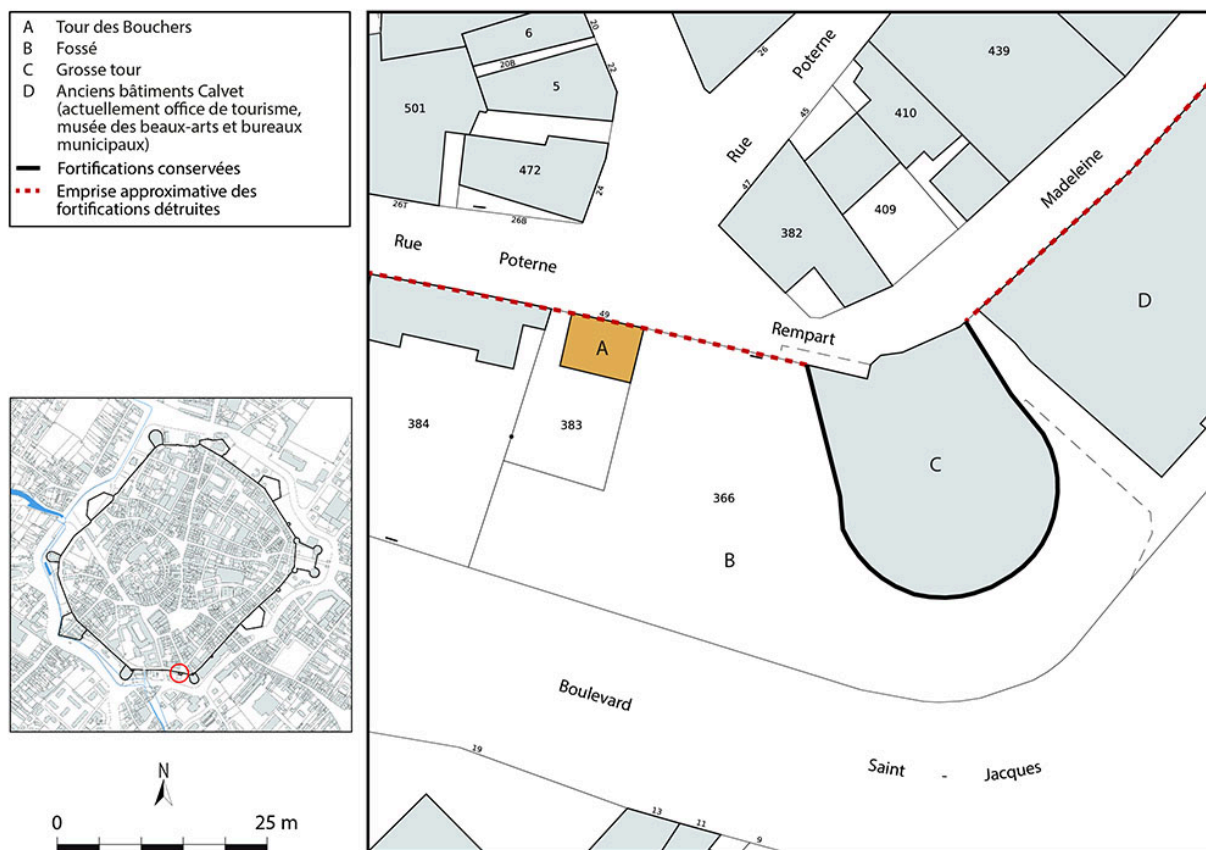 A Tour des Bouchers
B Fossé
C Grosse tour
D Anciens bâtiments Calvet
(actuellement office de tourisme,
musée des beaux-arts et bureaux
municipaux)
Fortifications conservées
Emprise approximative des
fortifications détruites
N
0 25 m
6
20
20B
22
5
501
472
24
26T
26B
26
Poterne
Rue
45
47
439
410
409
382
Madeleine
Rue
Poterne
49
Rempart
A
D
384
383
366
C
B
Boulevard
Saint - Jacques
19
13
11
9